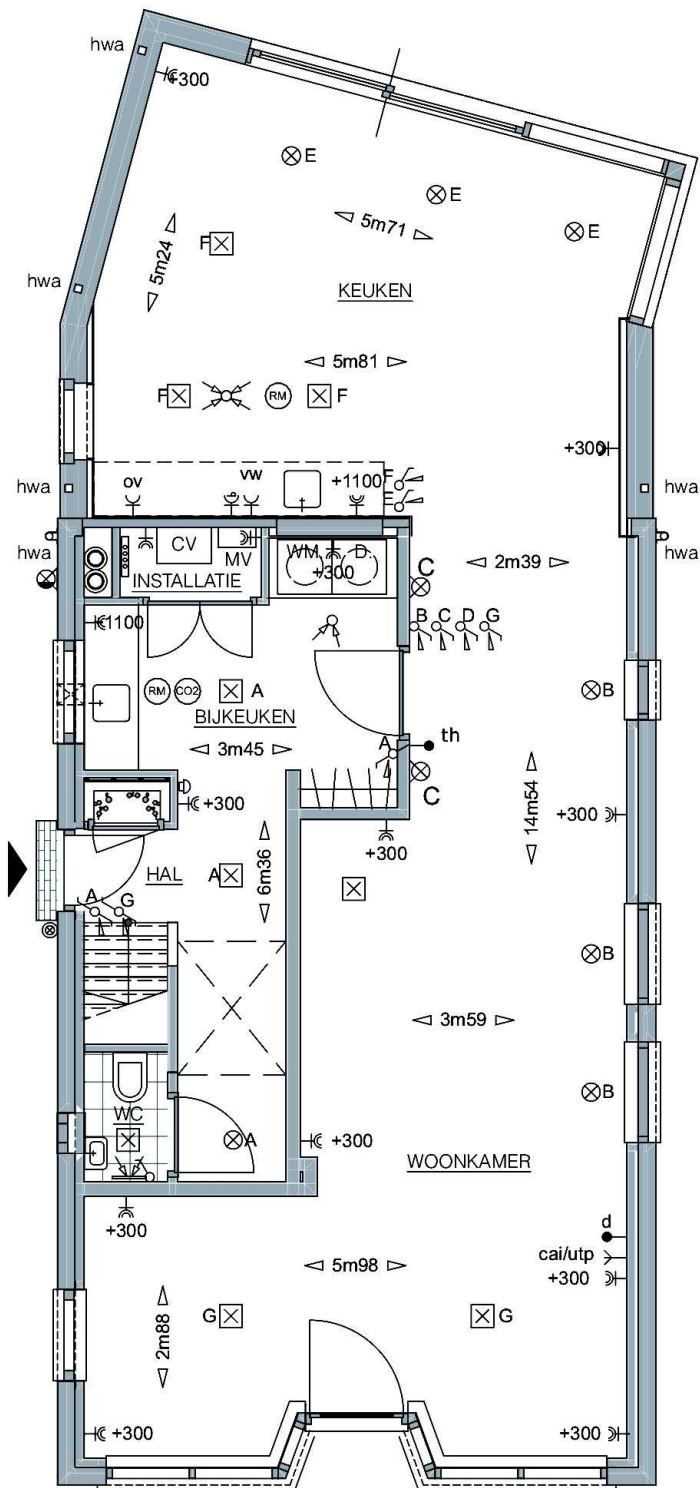 hwa
+300
E
E
E
F
5m24
5m71
KEUKEN
hwa
5m81
F
RM
F
+300
hwa
ov
vw
+1100
F
E
hwa
hwa
CV
MV
WM
D
+300
INSTALLATIE
C
2m39
hwa
+1100
B
C
D
G
RM
CO2
A
B
BIJKEUKEN
3m45
A
th
C
+300
+300
14m54
+300
HAL
A
6m36
A
G
B
3m59
WC
A
+300
B
WOONKAMER
+300
d
cai/utp
+300
5m98
2m88
G
G
+300
+300